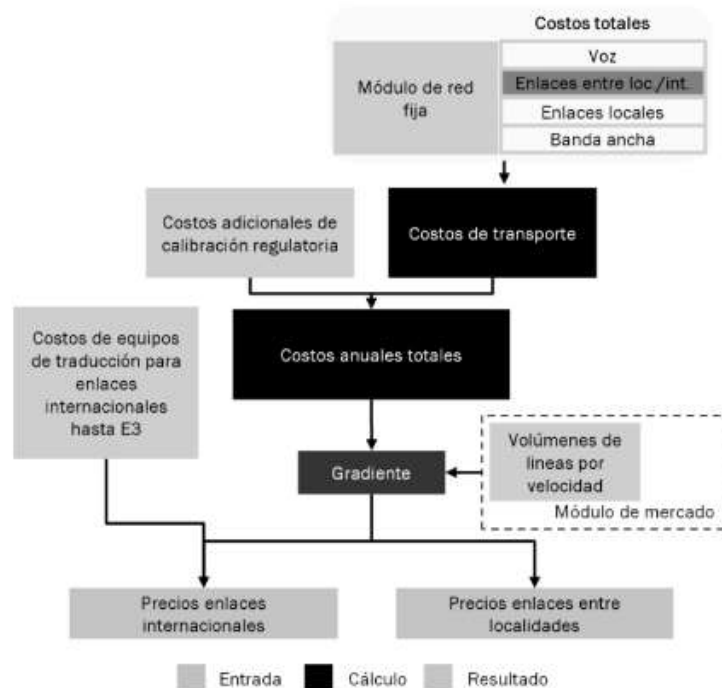 Costos totales
Módulo de red
fija
Voz
Enlaces entre loc./int.
Enlaces locales
Banda ancha
Costos adicionales de
calibración regulatoria
Costos de transporte
Costos de equipos
de traducción para
enlaces
internacionales
hasta E3
Costos anuales totales
Gradiente
Volúmenes de
lineas por
velocidad
Módulo de mercado
Precios enlaces
internacionales
Precios enlaces entre
localidades
Entrada
Cálculo
Resultado